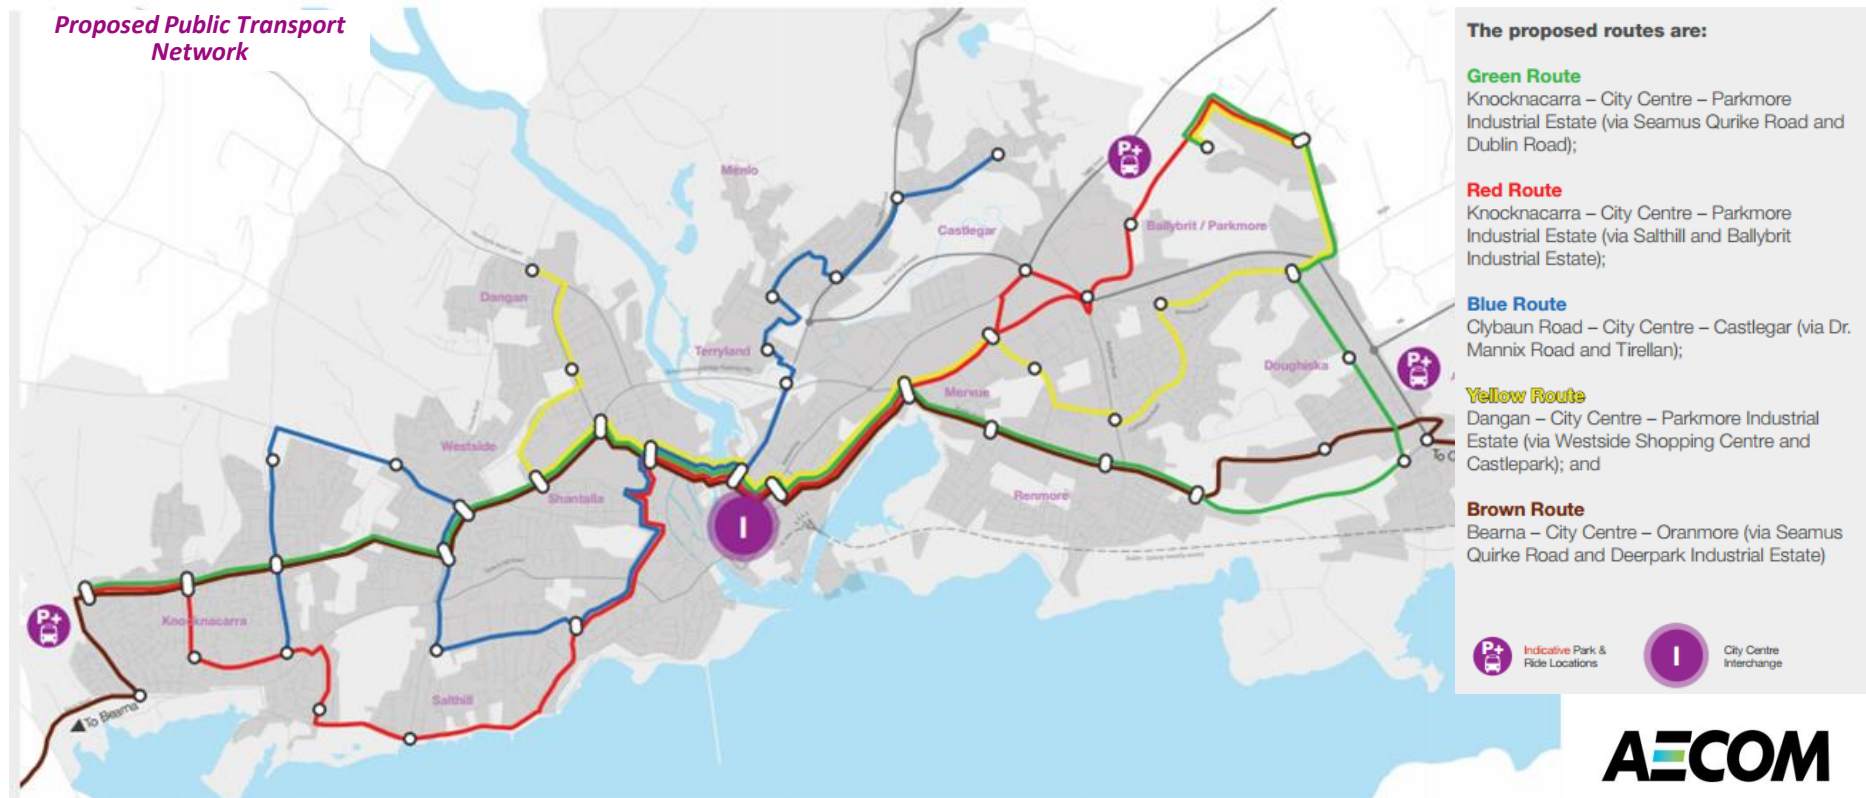 Proposed Public Transport
Network
Menlo
Castlegar
Ballybrit / Parkmore
Dangan
Terryland
Doughiska
Mervue
Westside
Shantalla
Renmore
Knocknacarra
Salthill
To Bearna
P+
P+
P+
I
The proposed routes are:
Green Route
Knocknacarra – City Centre – Parkmore
Industrial Estate (via Seamus Qurike Road and
Dublin Road);
Red Route
Knocknacarra – City Centre – Parkmore
Industrial Estate (via Salthill and Ballybrit
Industrial Estate);
Blue Route
Clybaun Road – City Centre – Castlegar (via Dr.
Mannix Road and Tirellan);
Yellow Route
Dangan – City Centre – Parkmore Industrial
Estate (via Westside Shopping Centre and
Castlepark); and
Brown Route
Bearna – City Centre – Oranmore (via Seamus
Quirke Road and Deerpark Industrial Estate)
P+
Indicative Park &
Ride Locations
I
City Centre
Interchange
AECOM